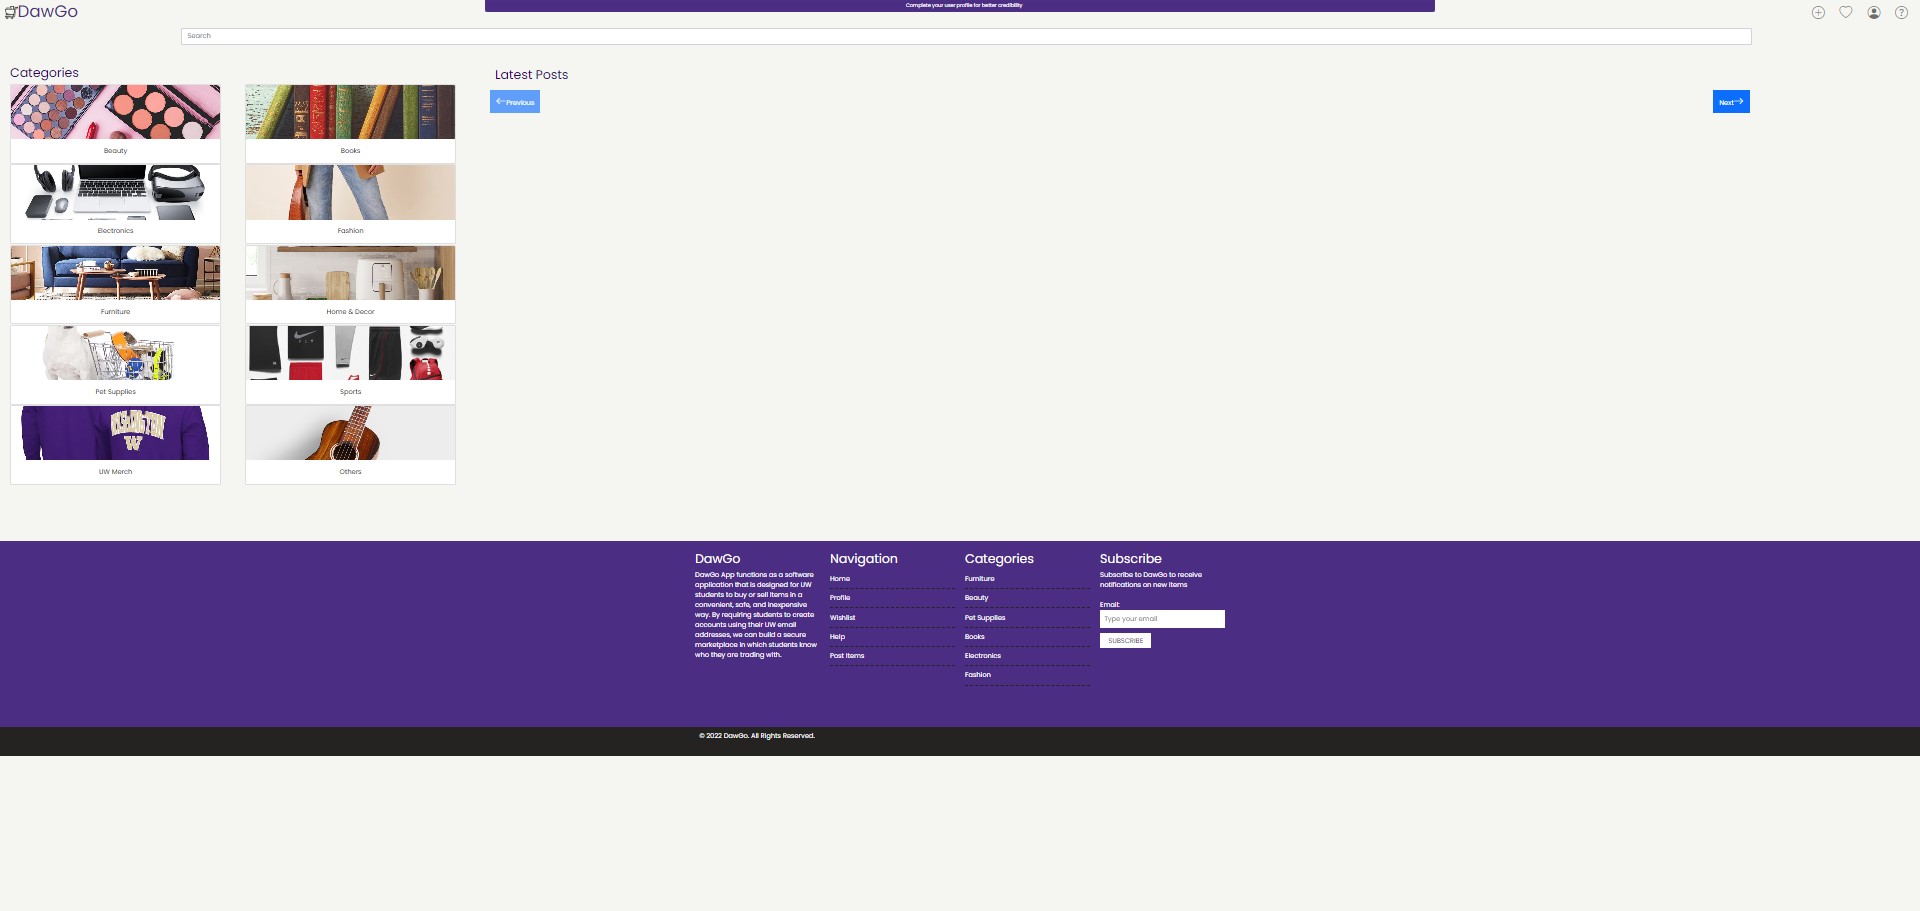 DawGo
Complete your user profile for better credibility
Search
Categories
Beauty
Books
Electronics
Fashion
Furniture
Home & Decor
Pet Supplies
Sports
WASHINGTON
W
UW Merch
Others
Latest Posts
Previous
Next
DawGo
DawGo App functions as a software
application that is designed for UW
students to buy or sell items in a
convenient, safe, and inexpensive
way. By requiring students to create
accounts using their UW email
addresses, we can build a secure
marketplace in which students know
who they are trading with.
Navigation
Home
Profile
Wishlist
Help
Post Items
Categories
Furniture
Beauty
Pet Supplies
Books
Electronics
Fashion
Subscribe
Subscribe to DawGo to receive
notifications on new items
Email:
Type your email
SUBSCRIBE
© 2022 DawGo. All Rights Reserved.